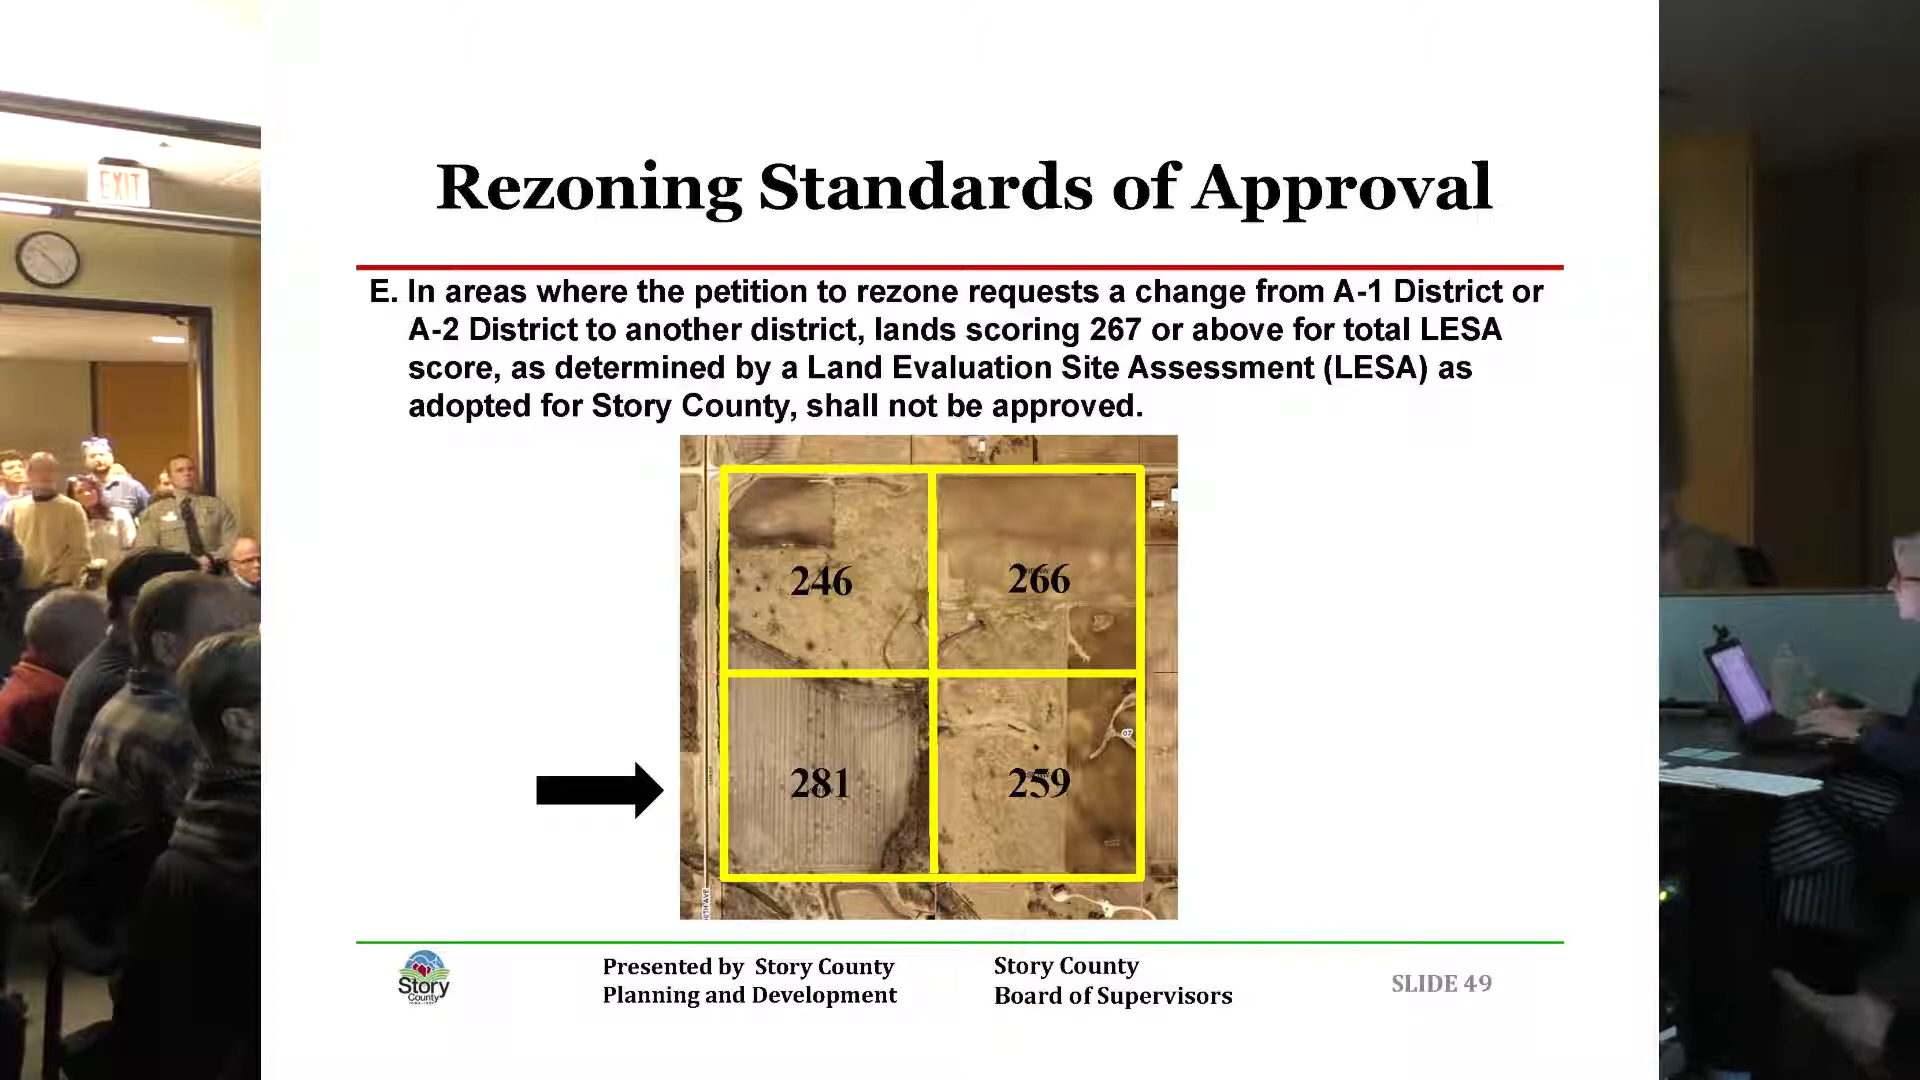 EXIT
Rezoning Standards of Approval
E. In areas where the petition to rezone requests a change from A-1 District or
A-2 District to another district, lands scoring 267 or above for total LESA
score, as determined by a Land Evaluation Site Assessment (LESA) as
adopted for Story County, shall not be approved.
246
266
281
259
07
Story
County
Presented by Story County
Planning and Development
Story County
Board of Supervisors
SLIDE 49